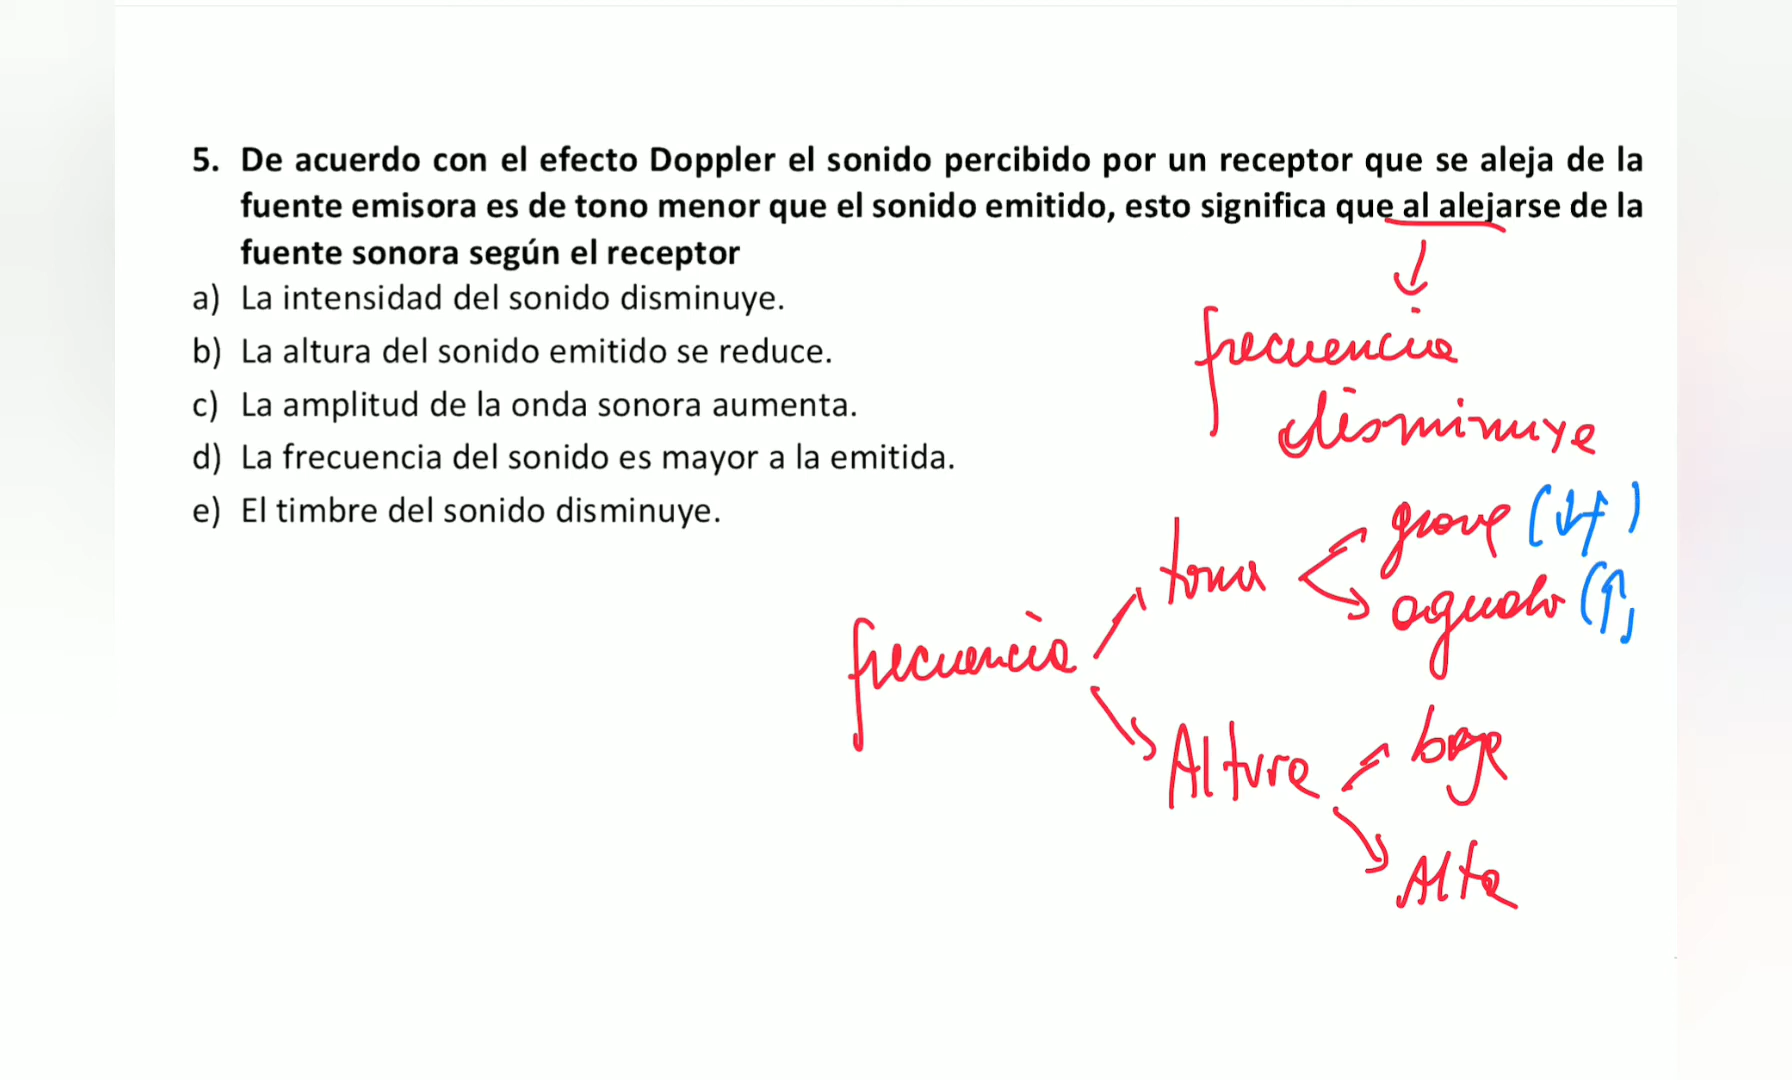 5. De acuerdo con el efecto Doppler el sonido percibido por un receptor que se aleja de la
fuente emisora es de tono menor que el sonido emitido, esto significa que al alejarse de la
fuente sonora según el receptor
a) La intensidad del sonido disminuye.
b) La altura del sonido emitido se reduce.
c) La amplitud de la onda sonora aumenta.
d) La frecuencia del sonido es mayor a la emitida.
e) El timbre del sonido disminuye.
frecuencia
disminuye
frecuencia
tono
grave (↓f)
agudo (↑
Altura
baja
Alta